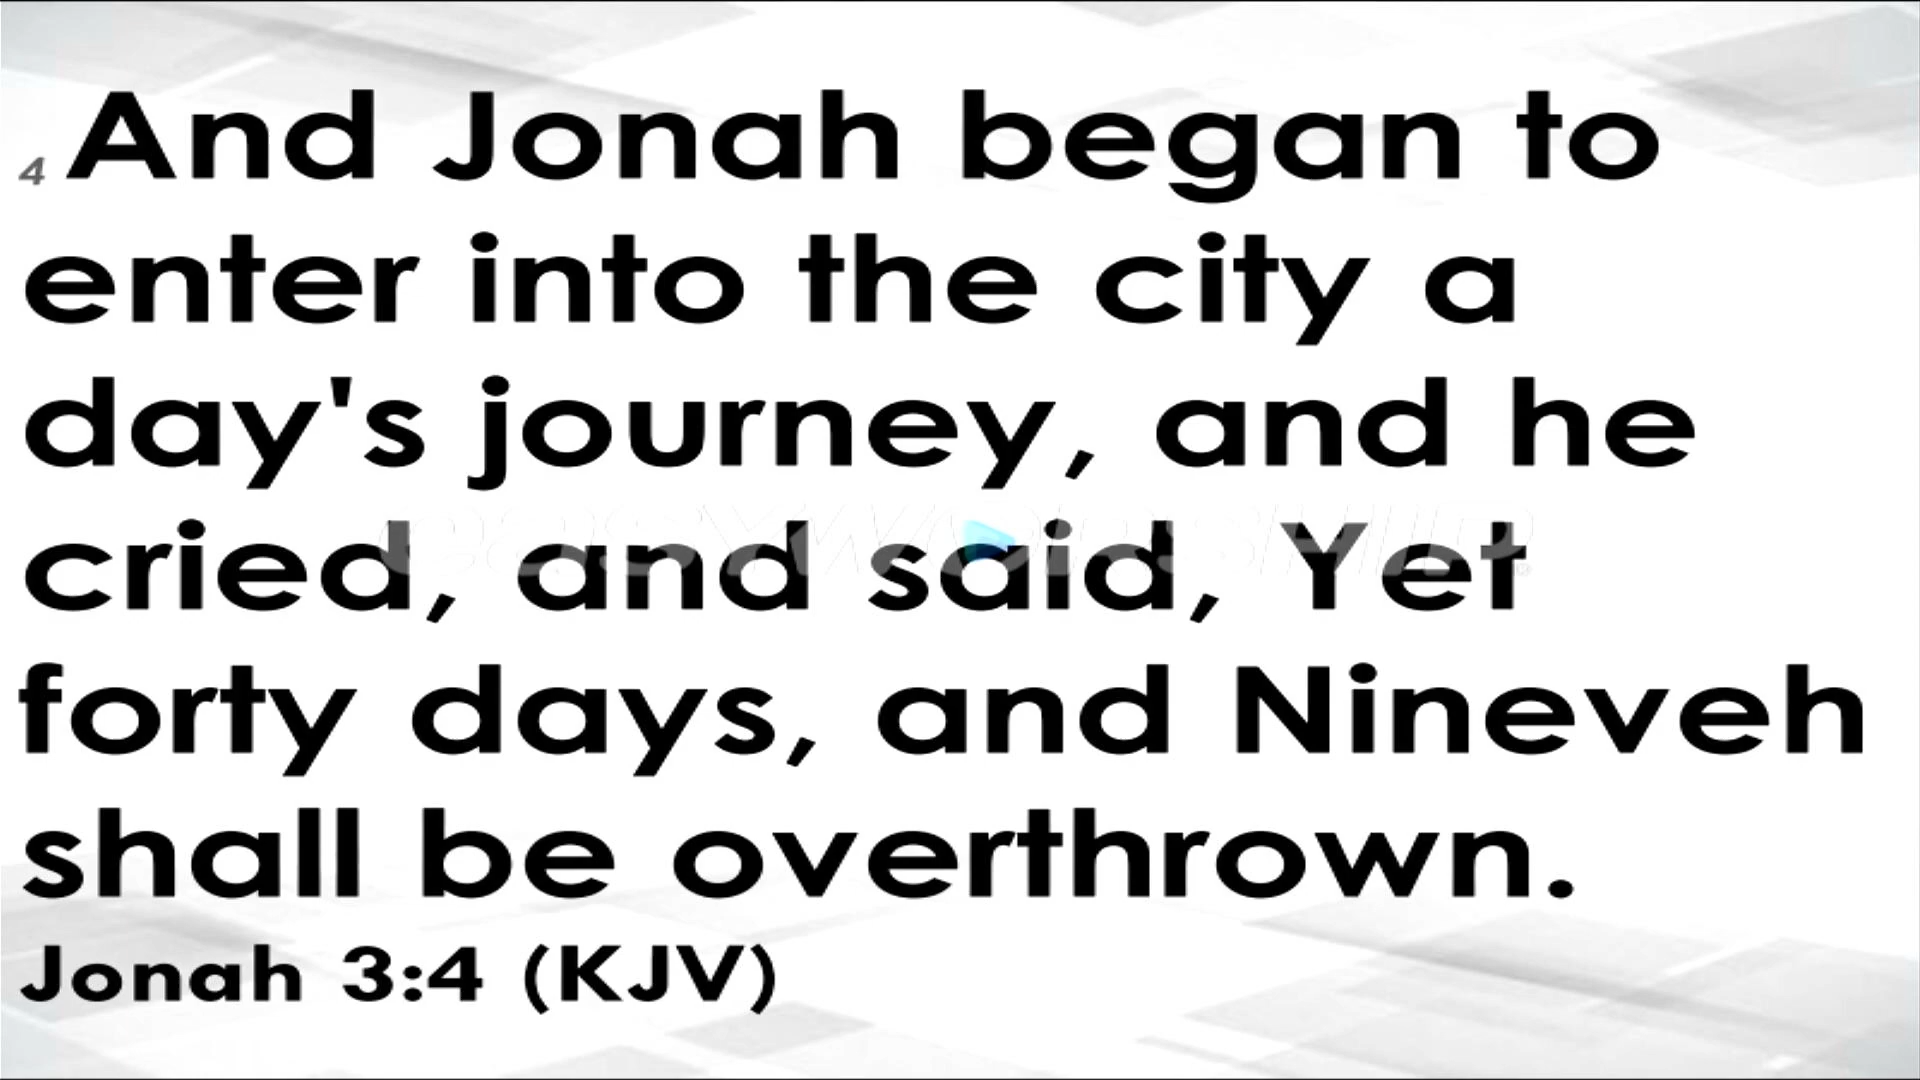 4 And Jonah began to
enter into the city a
day's journey, and he
cried, and said, Yet
forty days, and Nineveh
shall be overthrown.
Jonah 3:4 (KJV)
easyworship